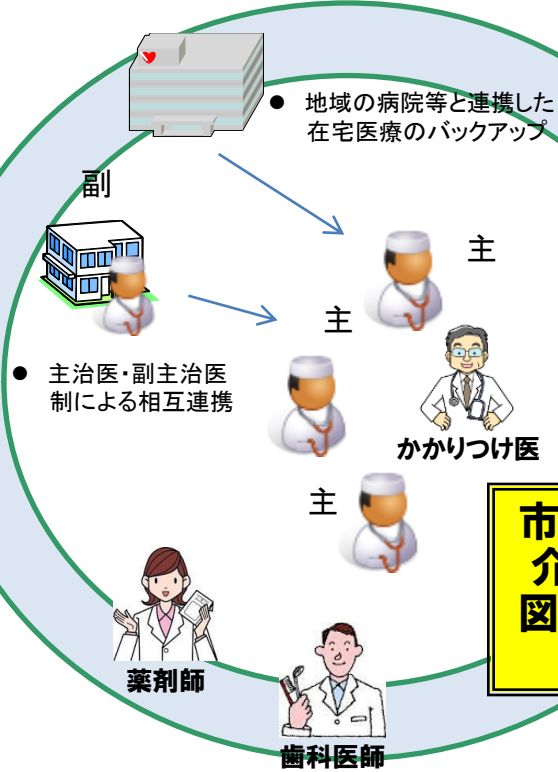 ● 地域の病院等と連携した
在宅医療のバックアップ
副
主
主
● 主治医・副主治医
制による相互連携
かかりつけ医
主
市
介
図
薬剤師
歯科医師